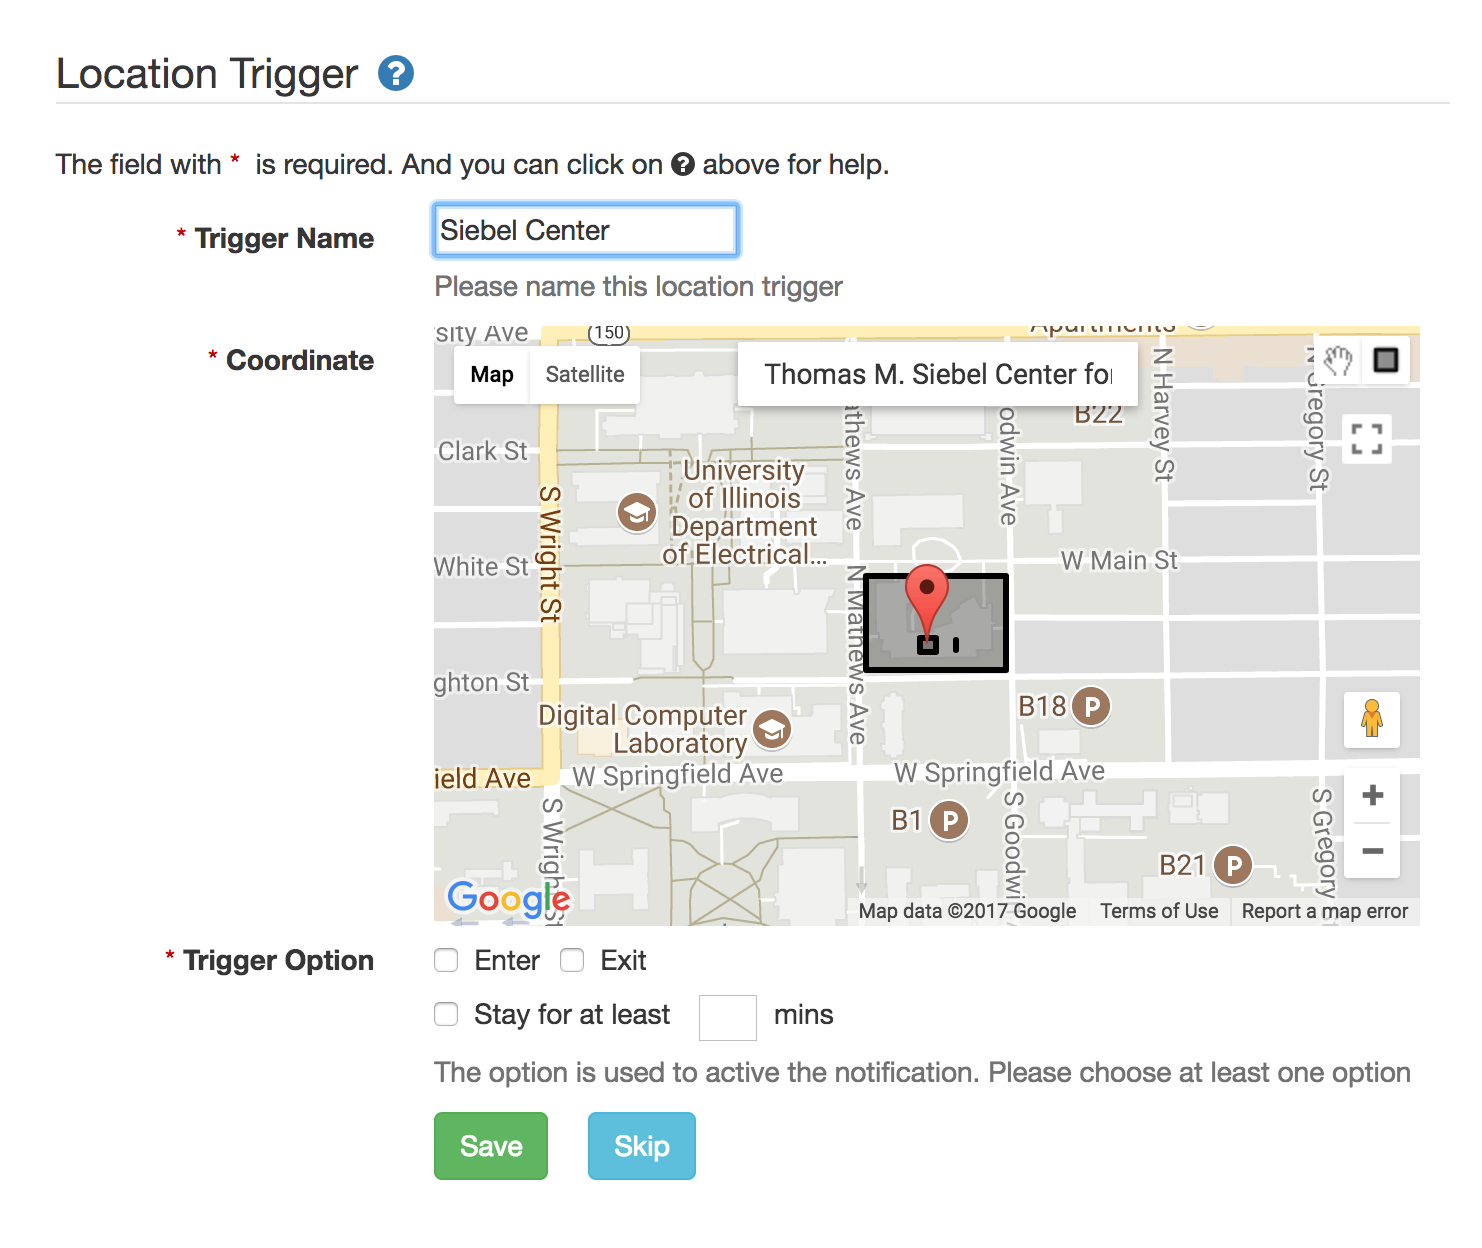 Location Trigger ?
The field with * is required. And you can click on ? above for help.
* Trigger Name
Siebel Center
Please name this location trigger
* Coordinate
sity Ave
150
Apartments
Map
Satellite
Thomas M. Siebel Center for
B22
N Harvey St
N Gregory St
Clark St
University
of Illinois
Department
of Electrical...
S Wright St
athews Ave
oodwin Ave
White St
W Main St
N Mathews Ave
ghton St
Digital Computer
Laboratory
B18 P
ield Ave
W Springfield Ave
W Springfield Ave
S Wright St
B1 P
S Goodwin
S Gregory
B21 P
Google
Map data ©2017 Google
Terms of Use
Report a map error
* Trigger Option
Enter
Exit
Stay for at least
mins
The option is used to active the notification. Please choose at least one option
Save
Skip